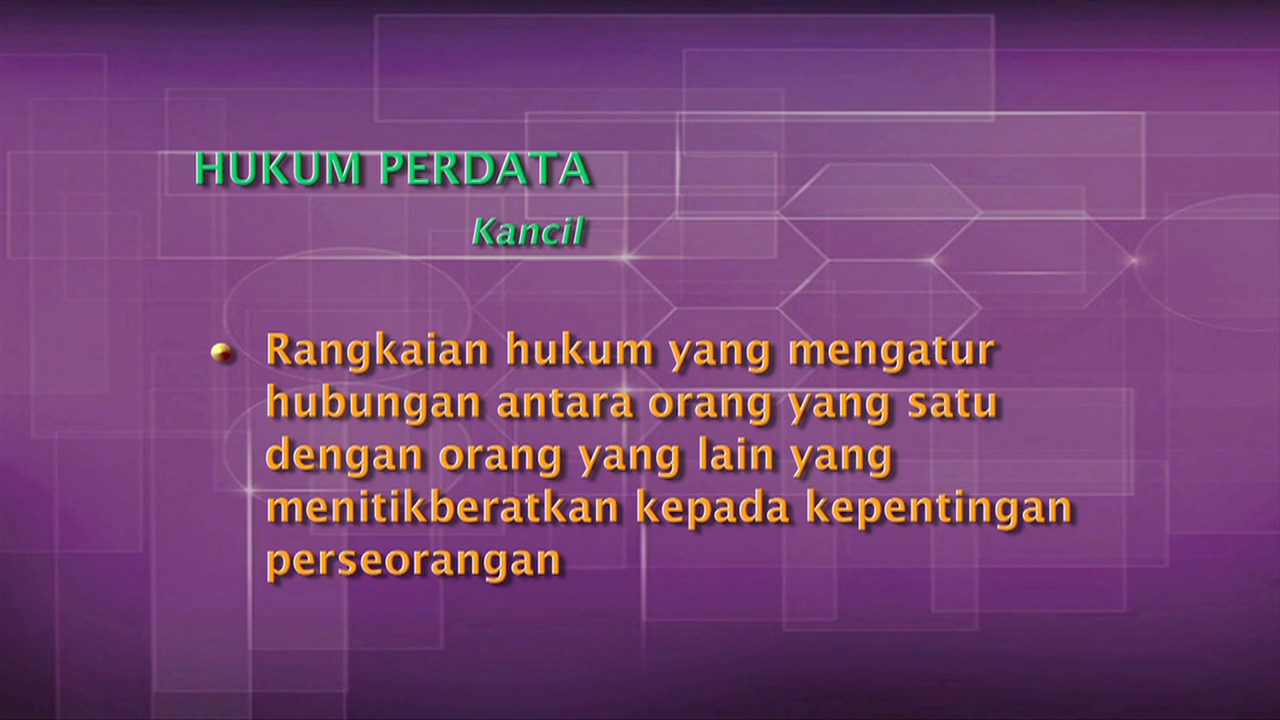 HUKUM PERDATA
Kancil
Rangkaian hukum yang mengatur
hubungan antara orang yang satu
dengan orang yang lain yang
menitikberatkan kepada kepentingan
perseorangan